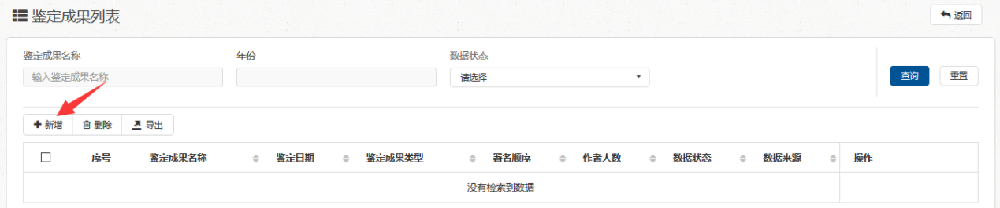 鉴定成果列表
返回
鉴定成果名称 年份 数据状态
输入鉴定成果名称 请选择 查询 重置
新增 删除 导出
序号 鉴定成果名称 鉴定日期 鉴定成果类型 署名顺序 作者人数 数据状态 数据来源 操作
没有检索到数据